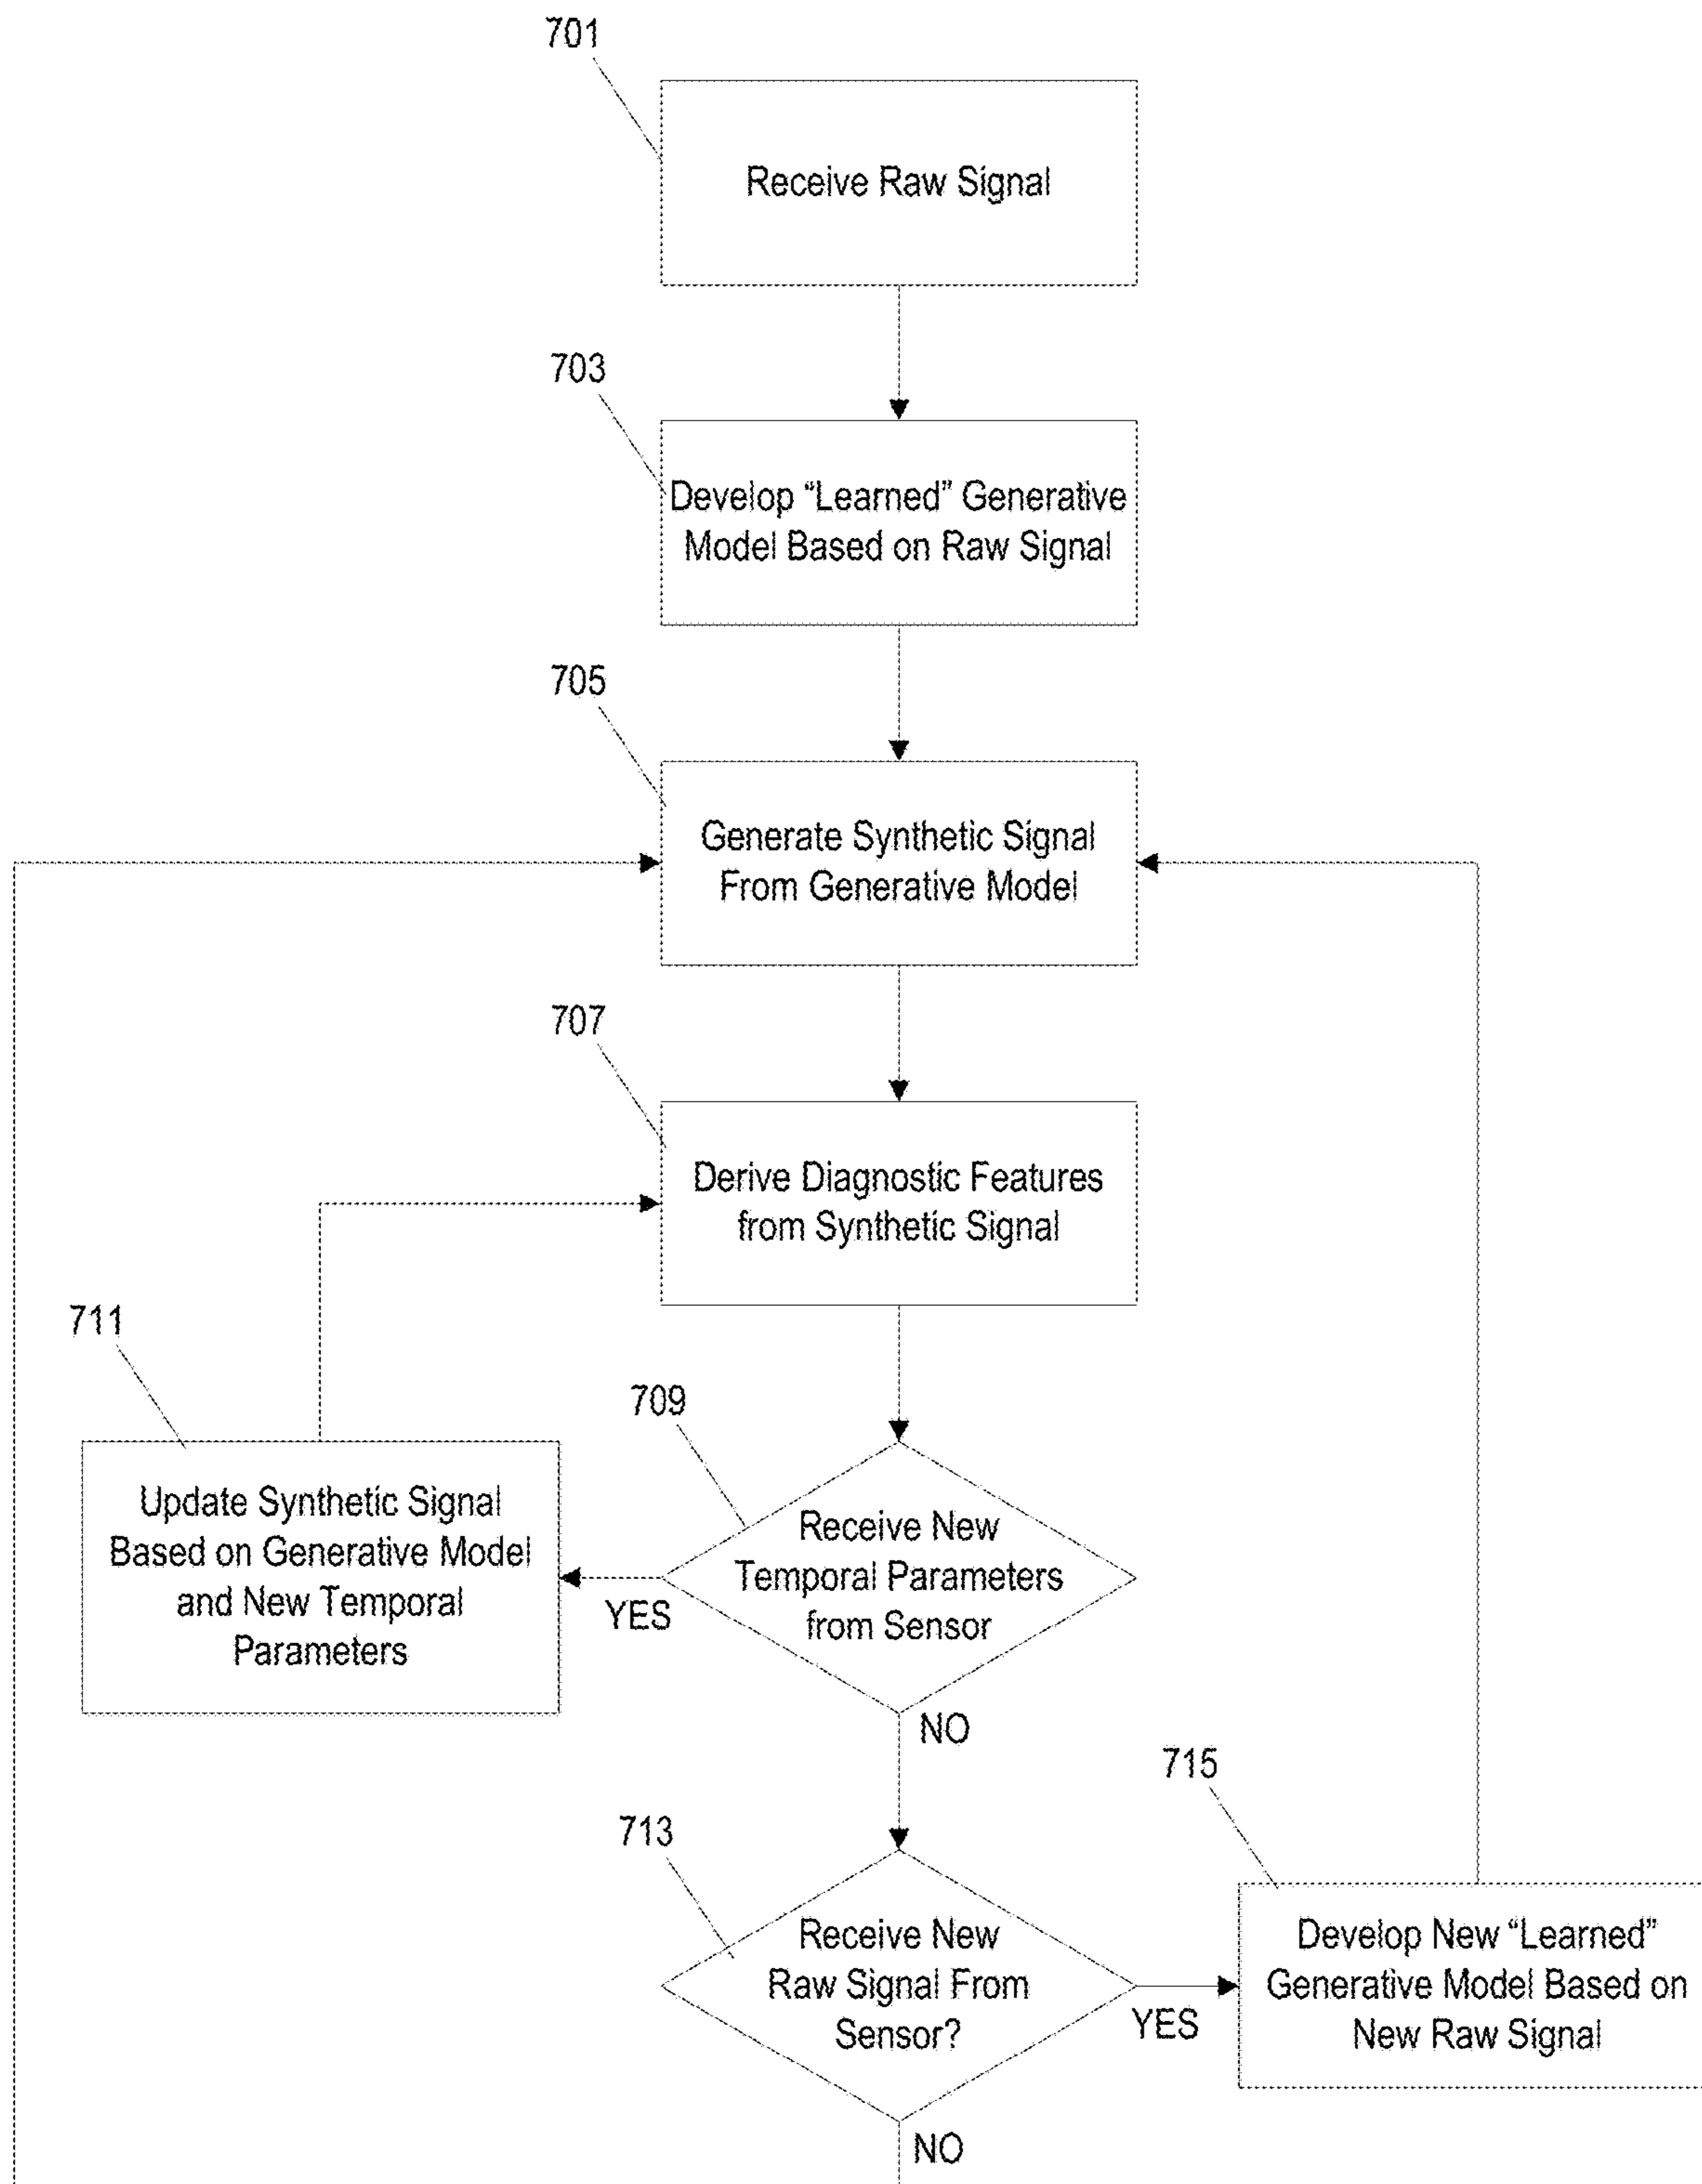 701
Receive Raw Signal
703
Develop “Learned” Generative
Model Based on Raw Signal
705
Generate Synthetic Signal
From Generative Model
707
Derive Diagnostic Features
from Synthetic Signal
711
Update Synthetic Signal
Based on Generative Model
and New Temporal
Parameters
709
Receive New
Temporal Parameters
from Sensor
YES
NO
713
Receive New
Raw Signal From
Sensor?
YES
NO
715
Develop New “Learned”
Generative Model Based on
New Raw Signal